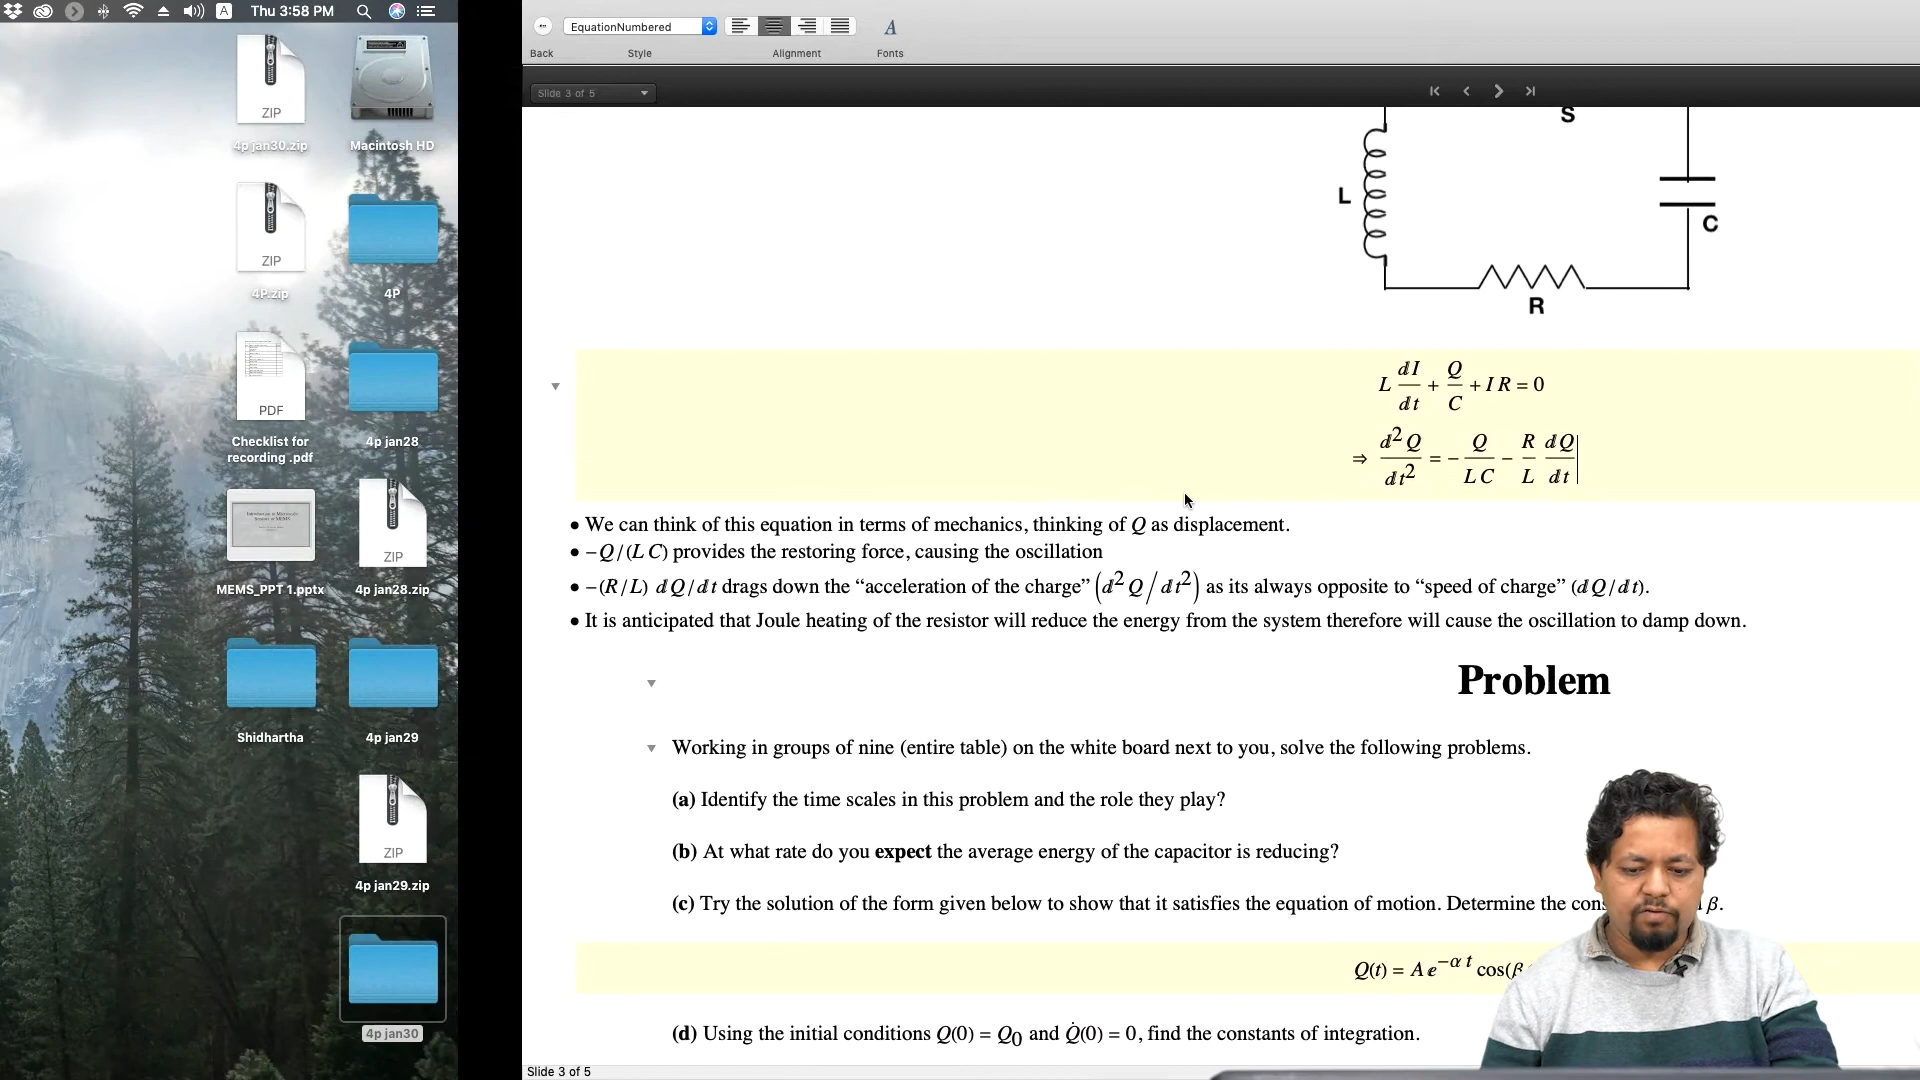 A Thu 3:58 PM
ZIP
4p jan30.zip
Macintosh HD
ZIP
4P.zip
4P
PDF
Checklist for
recording .pdf
4p jan28
MEMS_PPT 1.pptx
ZIP
4p jan28.zip
Shidhartha
4p jan29
ZIP
4p jan29.zip
4p jan30
EquationNumbered
Back Style Alignment Fonts
Slide 3 of 5
S
L
C
R
L dI/dt + Q/C + I R = 0
⇒ d²Q/dt² = − Q/(L C) − R/L dQ/dt
• We can think of this equation in terms of mechanics, thinking of Q as displacement.
• −Q/(L C) provides the restoring force, causing the oscillation
• −(R/L) dQ/dt drags down the “acceleration of the charge” (d²Q/dt²) as its always opposite to “speed of charge” (dQ/dt).
• It is anticipated that Joule heating of the resistor will reduce the energy from the system therefore will cause the oscillation to damp down.
Problem
Working in groups of nine (entire table) on the white board next to you, solve the following problems.
(a) Identify the time scales in this problem and the role they play?
(b) At what rate do you expect the average energy of the capacitor is reducing?
(c) Try the solution of the form given below to show that it satisfies the equation of motion. Determine the β.
Q(t) = A e^−α t cos(β
(d) Using the initial conditions Q(0) = Q₀ and Q̇(0) = 0, find the constants of integration.
Slide 3 of 5